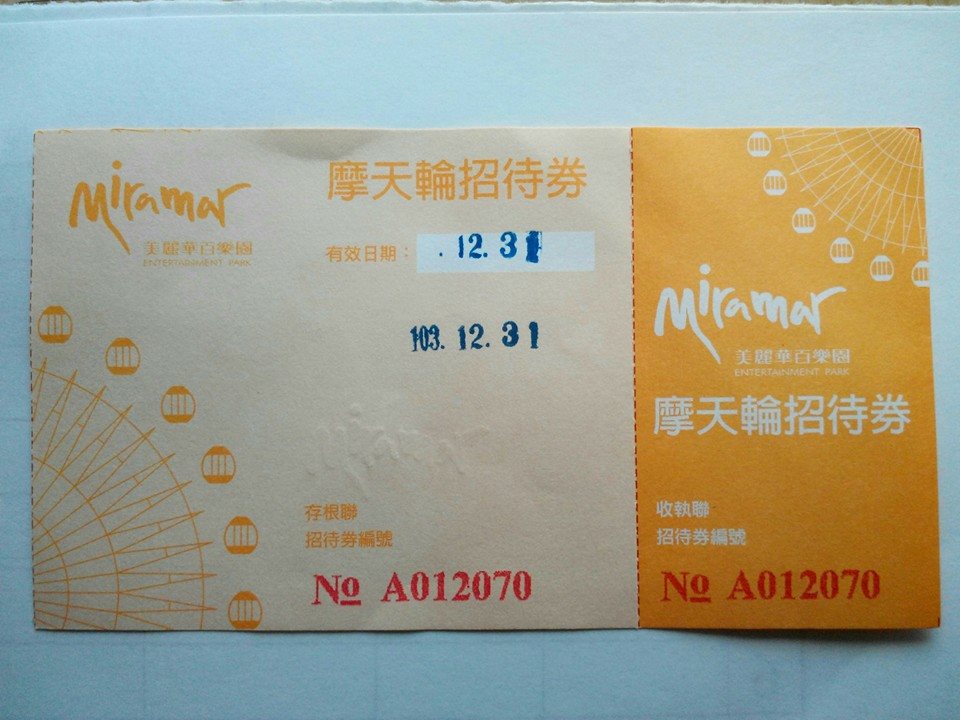 Miramar
美麗華百樂園
ENTERTAINMENT PARK
摩天輪招待券
有效日期： . 12. 31
103. 12. 31
存根聯
招待券編號
No A012070
Miramar
美麗華百樂園
ENTERTAINMENT PARK
摩天輪招待券
收執聯
招待券編號
No A012070